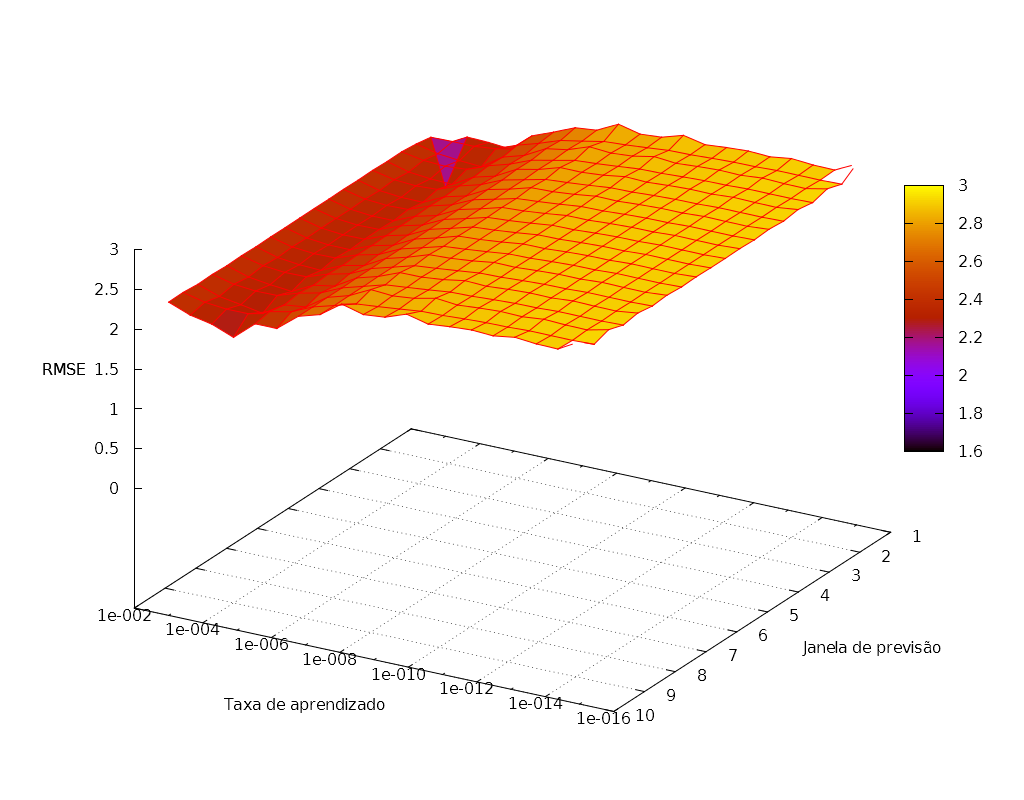 3
2.5
2
RMSE 1.5
1
0.5
0
3
2.8
2.6
2.4
2.2
2
1.8
1.6
1
2
3
4
5
6
7
8
9
10
Janela de previsão
1e-002
1e-004
1e-006
1e-008
1e-010
1e-012
1e-014
1e-016
Taxa de aprendizado